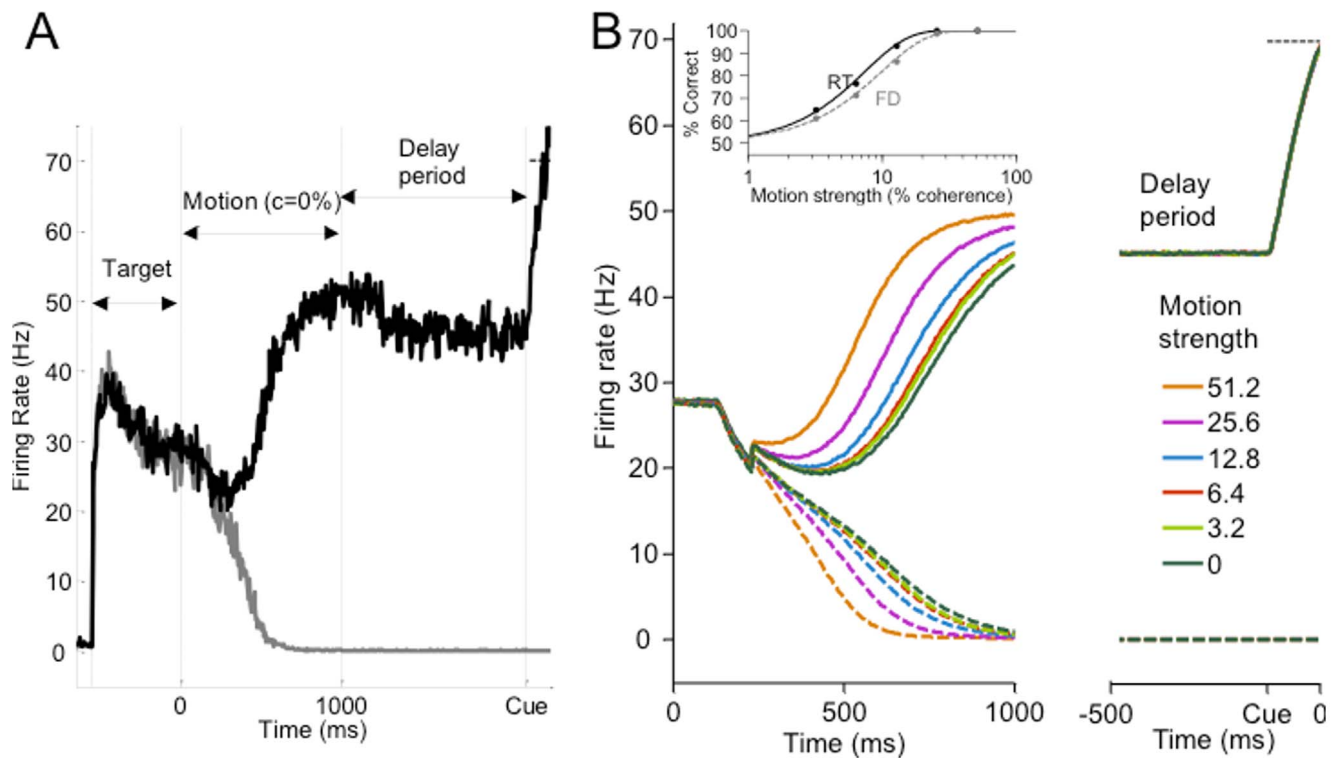 A
Firing Rate (Hz)
70
60
50
40
30
20
10
0
Target
Motion (c=0%)
Delay
period
0
1000
Cue
Time (ms)
B
Firing rate (Hz)
70
60
50
40
30
20
10
0
% Correct
100
90
80
70
60
50
RT
FD
1
10
100
Motion strength (% coherence)
0
500
1000
Time (ms)
Delay
period
Motion
strength
51.2
25.6
12.8
6.4
3.2
0
-500
Cue
0
Time (ms)